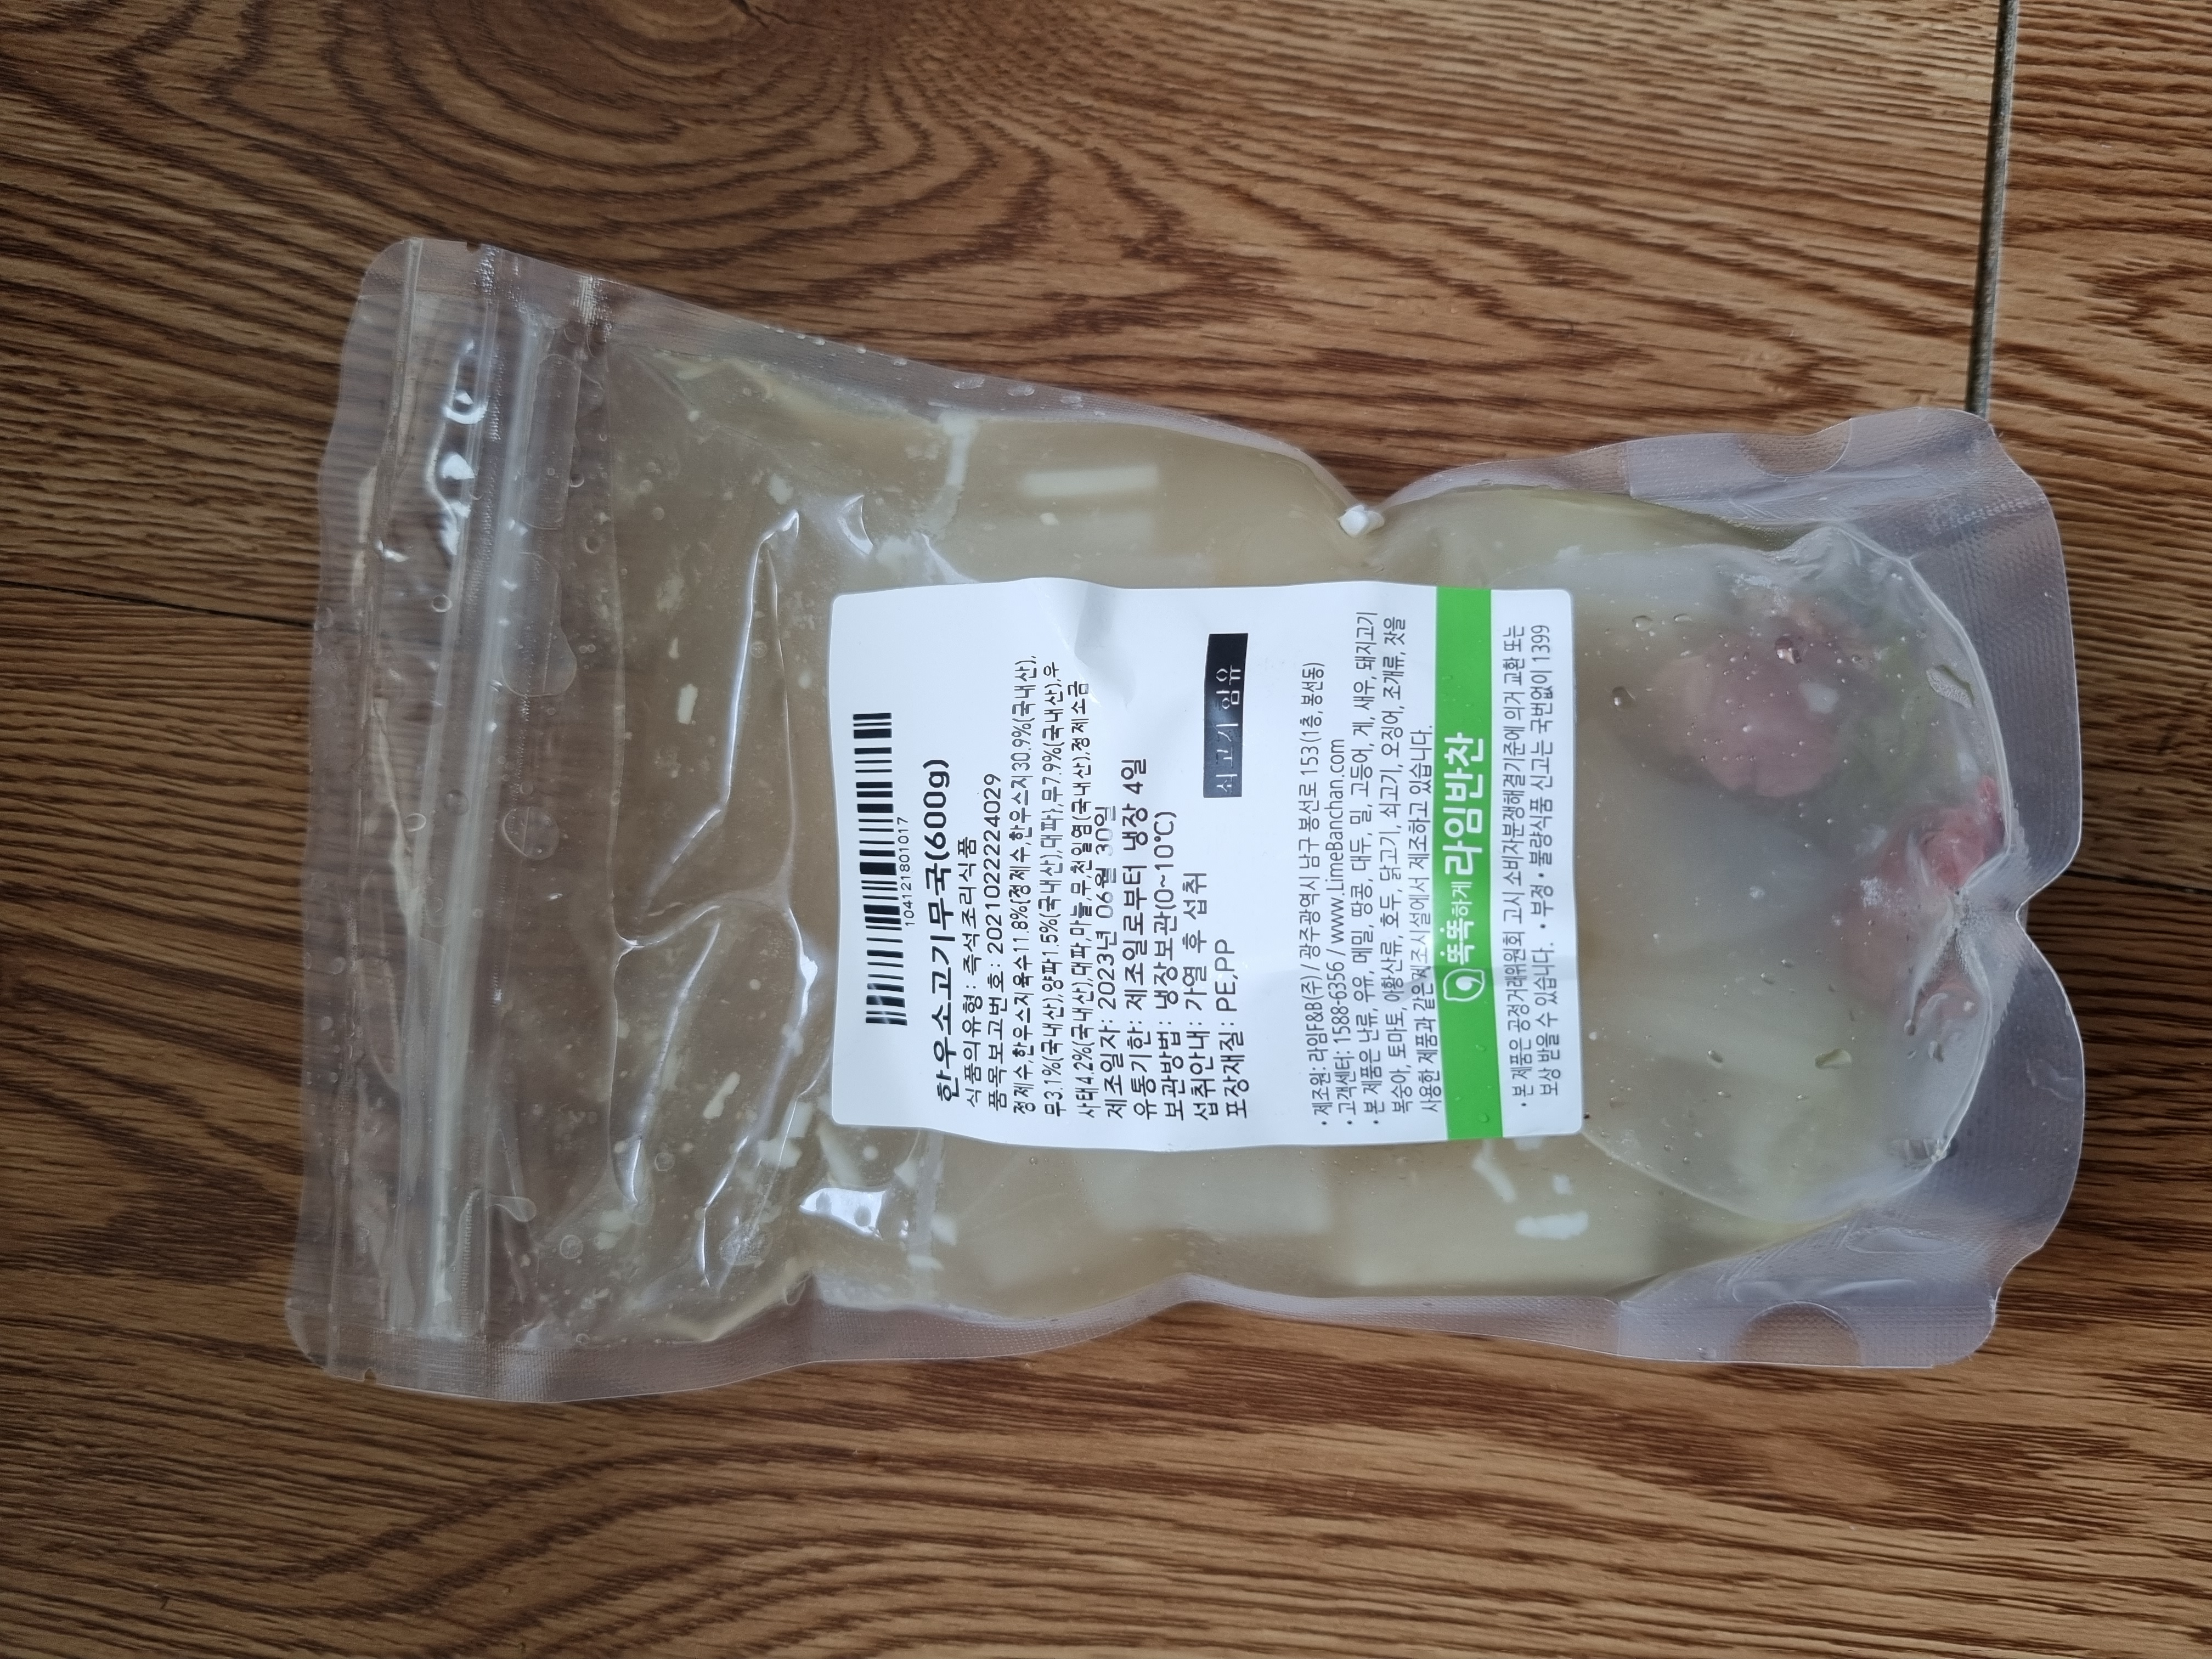 104121801017
한우소고기무국(600g)
식품의유형: 즉석조리식품
품목보고번호: 20210222224029
정제수,한우스지육수11.8%(정제수,한우스지30.9%(국내산),
무3.1%(국내산),양파1.5%(국내산),대파),무7.9%(국내산),우
사태4.2%(국내산),대파,마늘,무,천일염(국내산),정제소금
제조일자: 2023년 06월 30일
유통기한: 제조일로부터 냉장 4일
보관방법: 냉장보관(0~10℃)
섭취안내: 가열 후 섭취
포장재질: PE,PP
쇠고기 함유
· 제조원: 라임F&B(주) / 광주광역시 남구 봉선로 153 (1층, 봉선동)
· 고객센터: 1588-6356 / www.LimeBanchan.com
· 본 제품은 난류, 우유, 메밀, 땅콩, 대두, 밀, 고등어, 게, 새우, 돼지고기
복숭아, 토마토, 아황산류, 호두, 닭고기, 쇠고기, 오징어, 조개류, 잣을
사용한 제품과 같은 제조시설에서 제조하고 있습니다.
똑똑하게 라임반찬
· 본 제품은 공정거래위원회 고시 소비자분쟁해결기준에 의거 교환 또는
보상 받을 수 있습니다. · 부정 · 불량식품 신고는 국번없이 1399